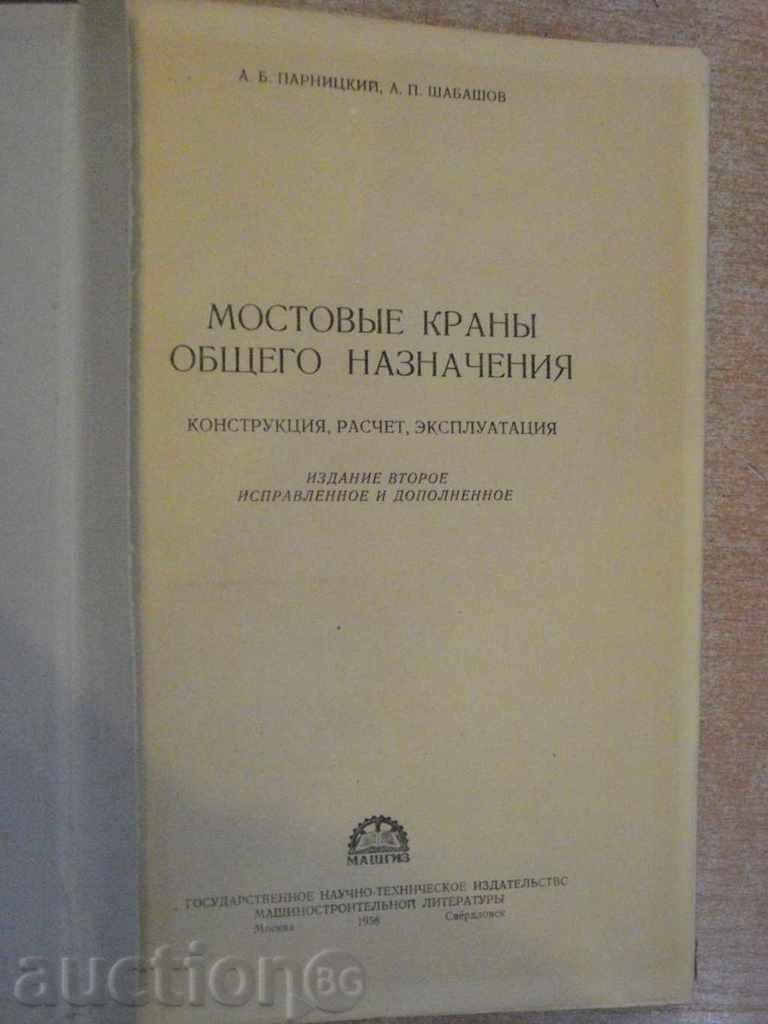 А. Б. ПАРНИЦКИЙ, А. П. ШАБАШОВ
МОСТОВЫЕ КРАНЫ
ОБЩЕГО НАЗНАЧЕНИЯ
КОНСТРУКЦИЯ, РАСЧЕТ, ЭКСПЛУАТАЦИЯ
ИЗДАНИЕ ВТОРОЕ
ИСПРАВЛЕННОЕ И ДОПОЛНЕННОЕ
МАШГИЗ
ГОСУДАРСТВЕННОЕ НАУЧНО-ТЕХНИЧЕСКОЕ ИЗДАТЕЛЬСТВО
МАШИНОСТРОИТЕЛЬНОЙ ЛИТЕРАТУРЫ
Москва 1958 Свердловск
auction BG